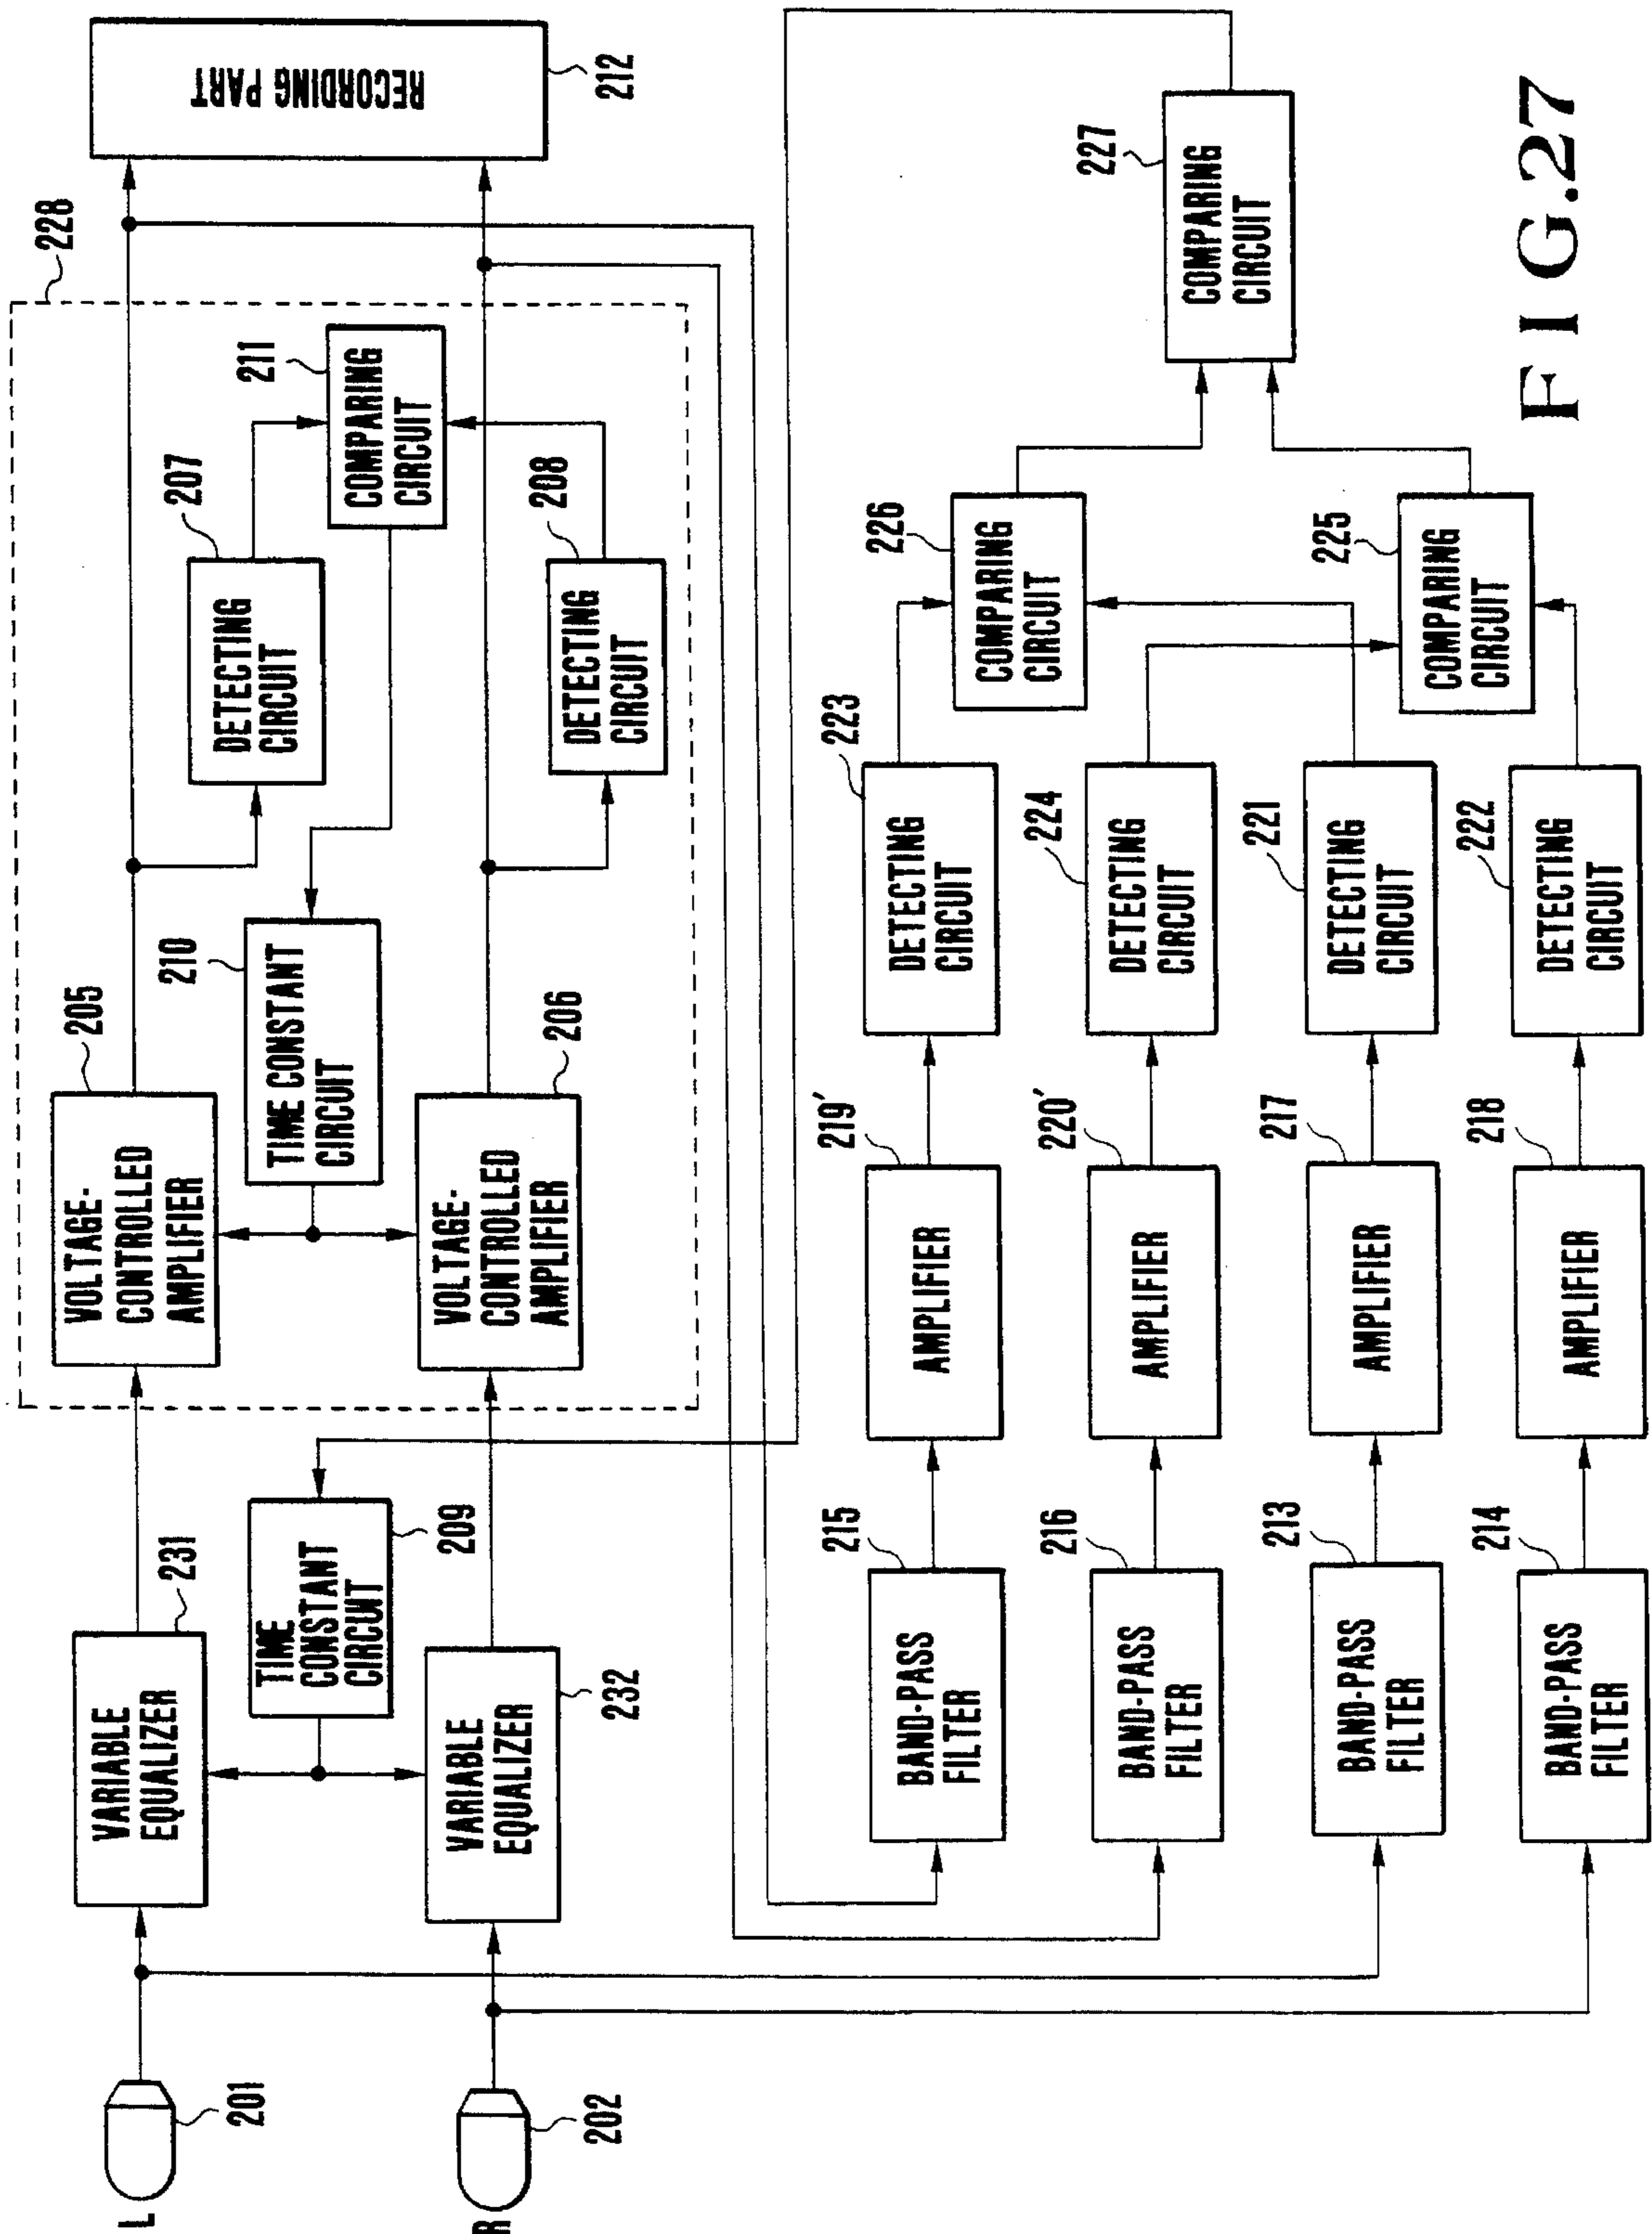 L
201
VARIABLE
EQUALIZER
231
VOLTAGE-
CONTROLLED
AMPLIFIER
205
228
RECORDING PART
212
TIME
CONSTANT
CIRCUIT
209
TIME CONSTANT
CIRCUIT
210
DETECTING
CIRCUIT
207
COMPARING
CIRCUIT
211
R
202
VARIABLE
EQUALIZER
232
VOLTAGE-
CONTROLLED
AMPLIFIER
206
DETECTING
CIRCUIT
208
BAND-PASS
FILTER
215
AMPLIFIER
219'
DETECTING
CIRCUIT
223
COMPARING
CIRCUIT
226
BAND-PASS
FILTER
216
AMPLIFIER
220'
DETECTING
CIRCUIT
224
COMPARING
CIRCUIT
227
BAND-PASS
FILTER
213
AMPLIFIER
217
DETECTING
CIRCUIT
221
COMPARING
CIRCUIT
225
BAND-PASS
FILTER
214
AMPLIFIER
218
DETECTING
CIRCUIT
222
FIG.27